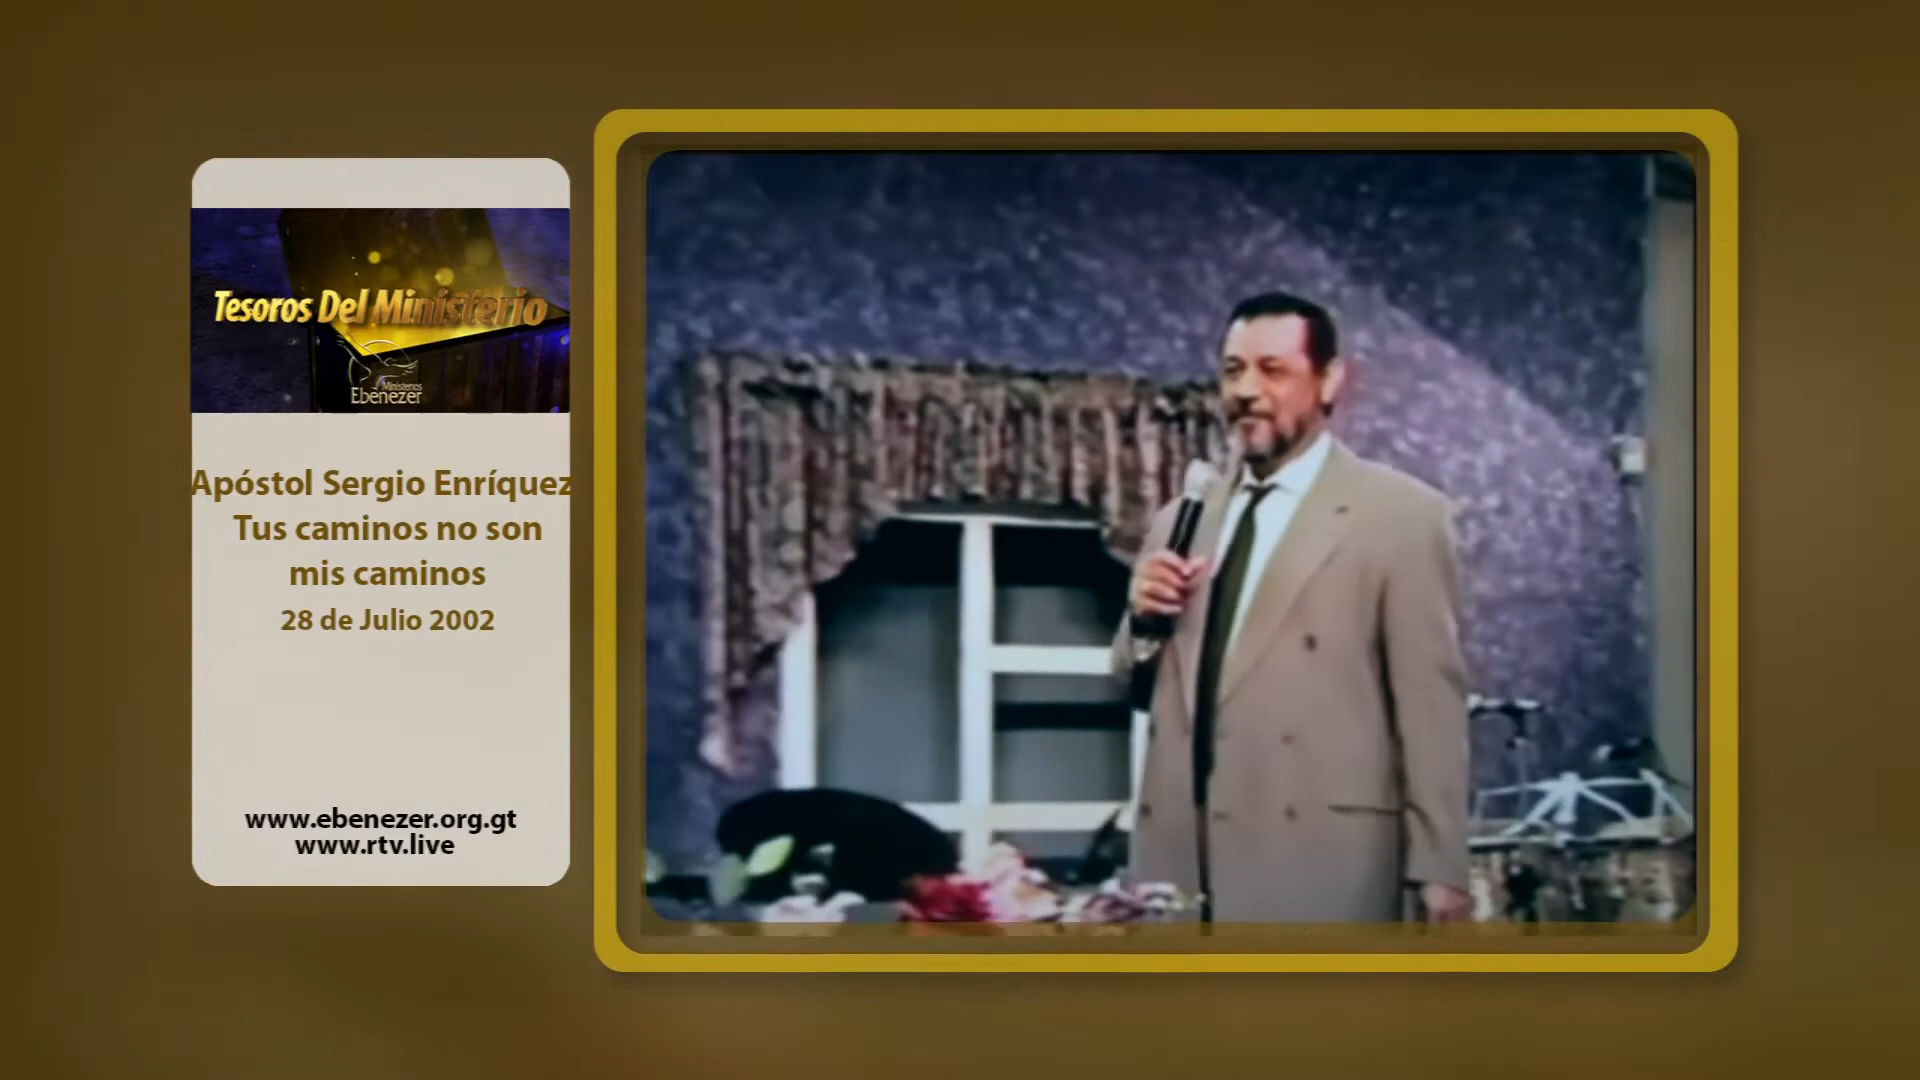 Tesoros Del Ministerio
Ministerios
Ebenezer
Apóstol Sergio Enríquez
Tus caminos no son
mis caminos
28 de Julio 2002
www.ebenezer.org.gt
www.rtv.live